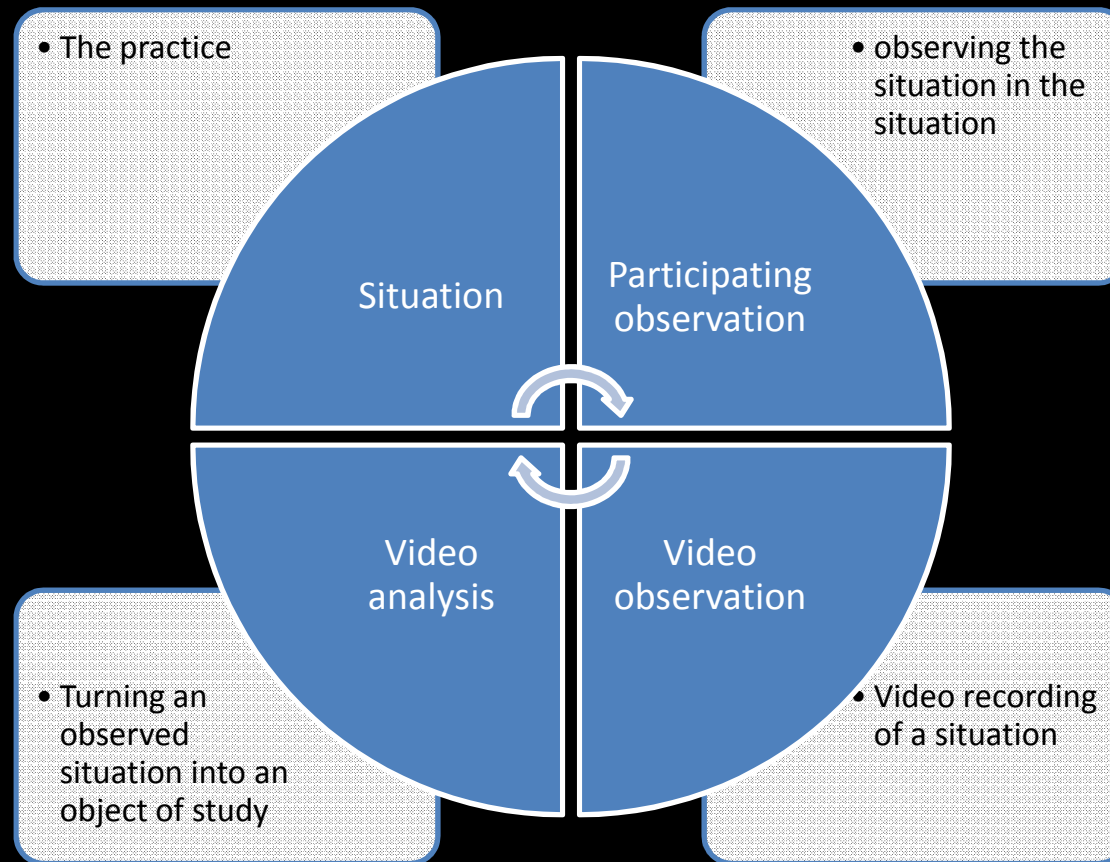 • The practice
• observing the
situation in the
situation
Situation
Participating
observation
Video
analysis
Video
observation
• Turning an
observed
situation into an
object of study
• Video recording
of a situation